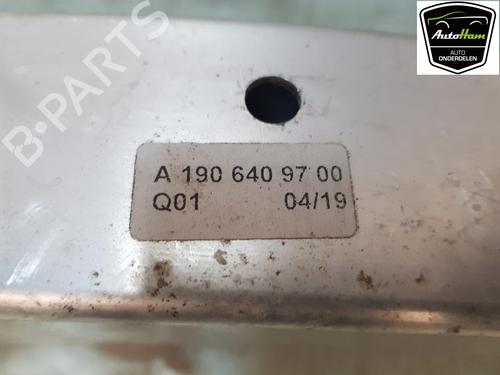 AutoHam
AUTO
ONDERDELEN
B-PARTS
A 190 640 97 00
Q01 04/19